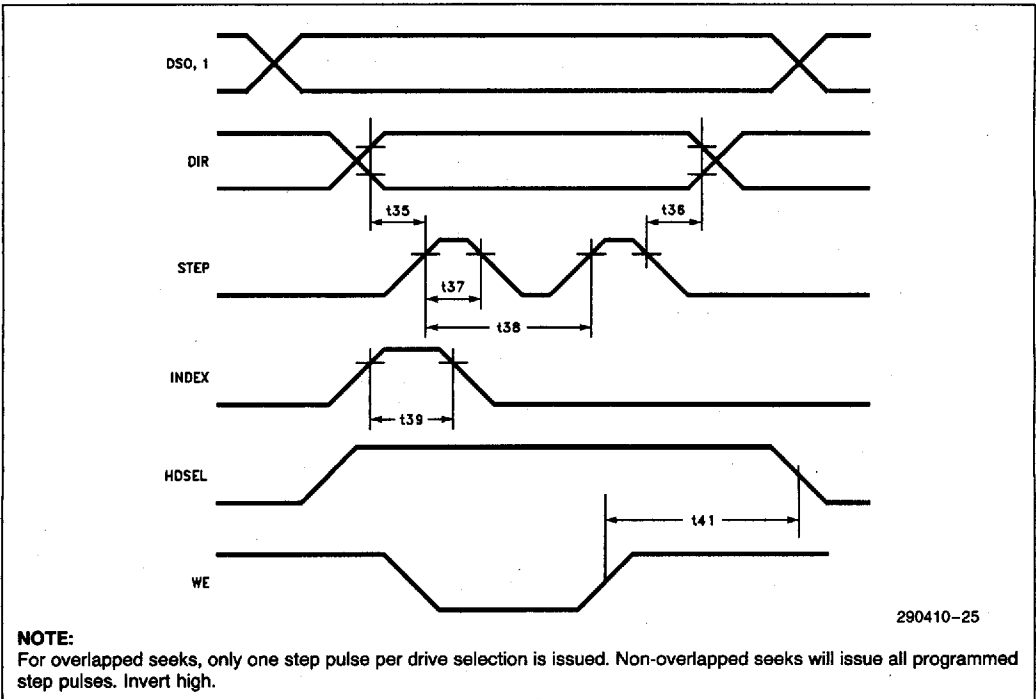 DSO, 1
DIR
t35
t36
STEP
t37
t38
INDEX
t39
HDSEL
t41
WE
290410–25
NOTE:
For overlapped seeks, only one step pulse per drive selection is issued. Non-overlapped seeks will issue all programmed
step pulses. Invert high.